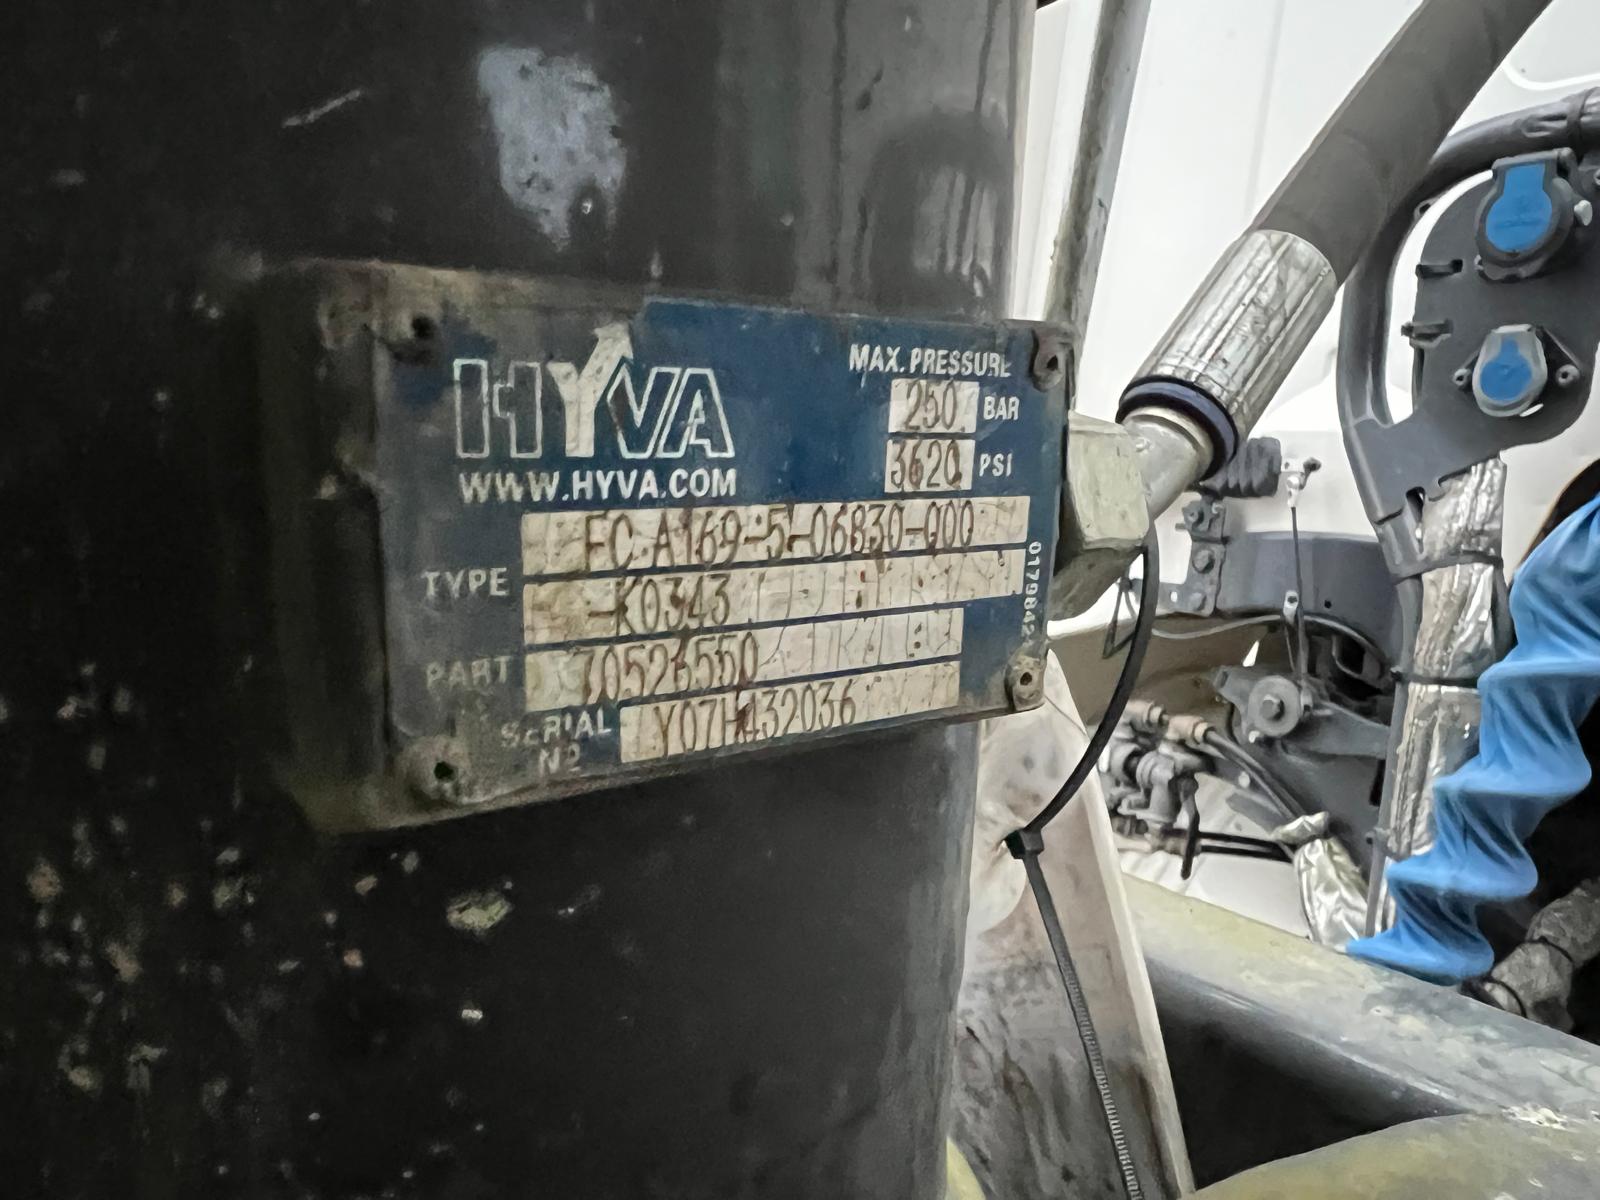 HYVA
WWW.HYVA.COM
MAX. PRESSURE
250 BAR
3620 PSI
TYPE FC A169-5-06830-000
-K0343
PART 70526550
SERIAL Nº Y07H432036
0179842